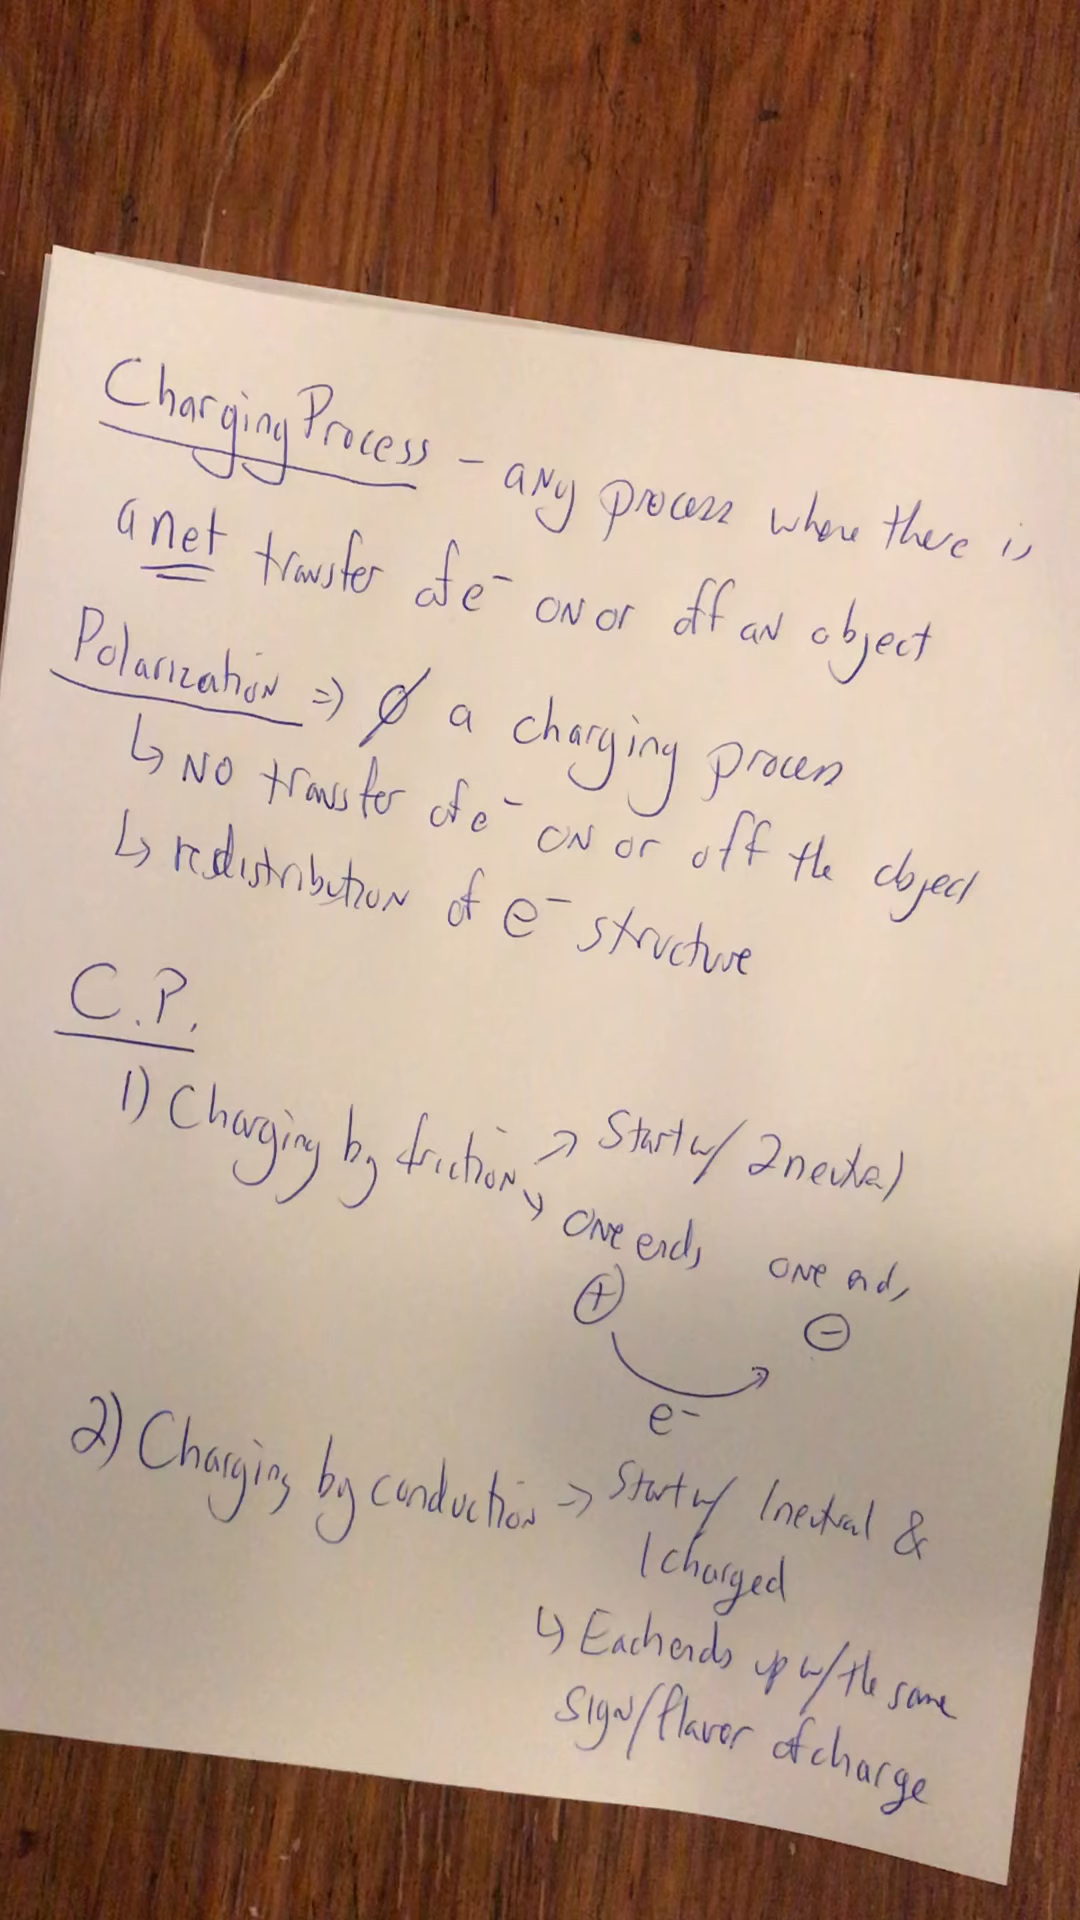 Charging Process - any process where there is
a net transfer of e⁻ on or off an object
Polarization => ∅ a charging process
↳ No transfer of e⁻ on or off the object
↳ redistribution of e⁻ structure
C.P.
1) Charging by friction → Start w/ 2 neutral
↘ one ends one ends
⊕ ⊖
e⁻
2) Charging by conduction → Start w/ 1 neutral &
1 charged
↳ Each ends up w/ the same
sign/flavor of charge